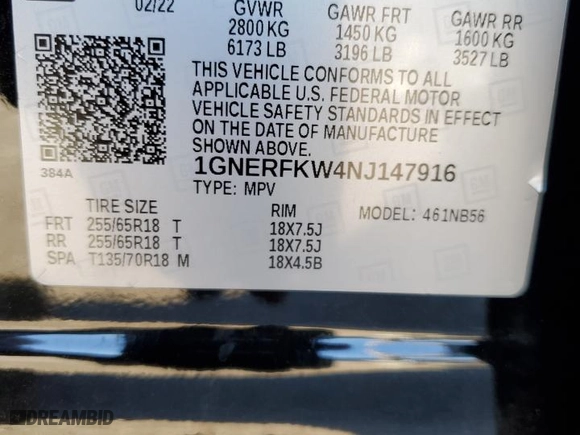 02/22
GVWR GAWR FRT GAWR RR
2800 KG 1450 KG 1600 KG
6173 LB 3196 LB 3527 LB
THIS VEHICLE CONFORMS TO ALL
APPLICABLE U.S. FEDERAL MOTOR
VEHICLE SAFETY STANDARDS IN EFFECT
ON THE DATE OF MANUFACTURE
SHOWN ABOVE.
384A
1GNERFKW4NJ147916
TYPE: MPV
TIRE SIZE RIM MODEL: 461NB56
FRT 255/65R18 T 18X7.5J
RR 255/65R18 T 18X7.5J
SPA T135/70R18 M 18X4.5B
DREAMBID